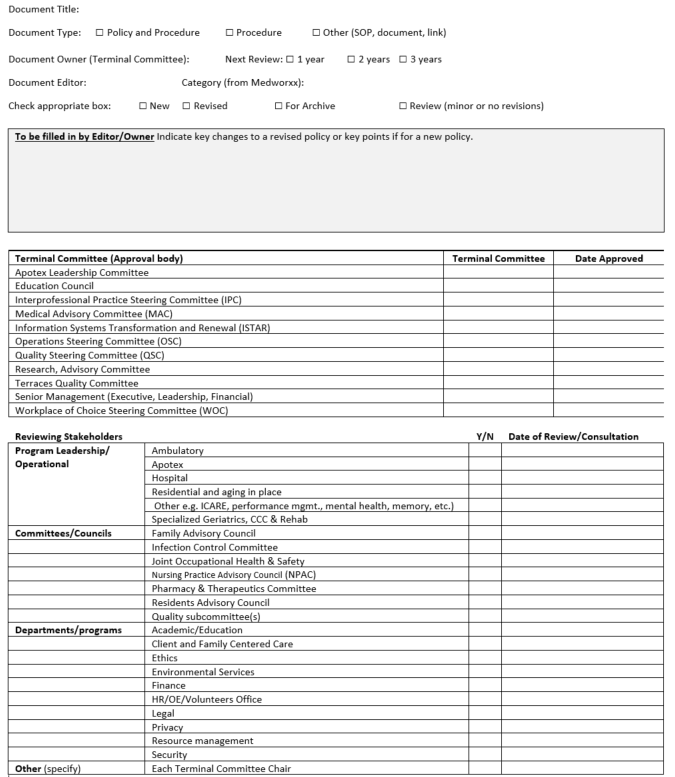 Document Title:
Document Type: ☐ Policy and Procedure ☐ Procedure ☐ Other (SOP, document, link)
Document Owner (Terminal Committee): Next Review: ☐ 1 year ☐ 2 years ☐ 3 years
Document Editor: Category (from Medworxx):
Check appropriate box: ☐ New ☐ Revised ☐ For Archive ☐ Review (minor or no revisions)
To be filled in by Editor/Owner Indicate key changes to a revised policy or key points if for a new policy.
Terminal Committee (Approval body) Terminal Committee Date Approved
Apotex Leadership Committee
Education Council
Interprofessional Practice Steering Committee (IPC)
Medical Advisory Committee (MAC)
Information Systems Transformation and Renewal (ISTAR)
Operations Steering Committee (OSC)
Quality Steering Committee (QSC)
Research, Advisory Committee
Terraces Quality Committee
Senior Management (Executive, Leadership, Financial)
Workplace of Choice Steering Committee (WOC)
Reviewing Stakeholders Y/N Date of Review/Consultation
Program Leadership/ Ambulatory
Operational Apotex
Hospital
Residential and aging in place
Other e.g. ICARE, performance mgmt., mental health, memory, etc.)
Specialized Geriatrics, CCC & Rehab
Committees/Councils Family Advisory Council
Infection Control Committee
Joint Occupational Health & Safety
Nursing Practice Advisory Council (NPAC)
Pharmacy & Therapeutics Committee
Residents Advisory Council
Quality subcommittee(s)
Departments/programs Academic/Education
Client and Family Centered Care
Ethics
Environmental Services
Finance
HR/OE/Volunteers Office
Legal
Privacy
Resource management
Security
Other (specify) Each Terminal Committee Chair